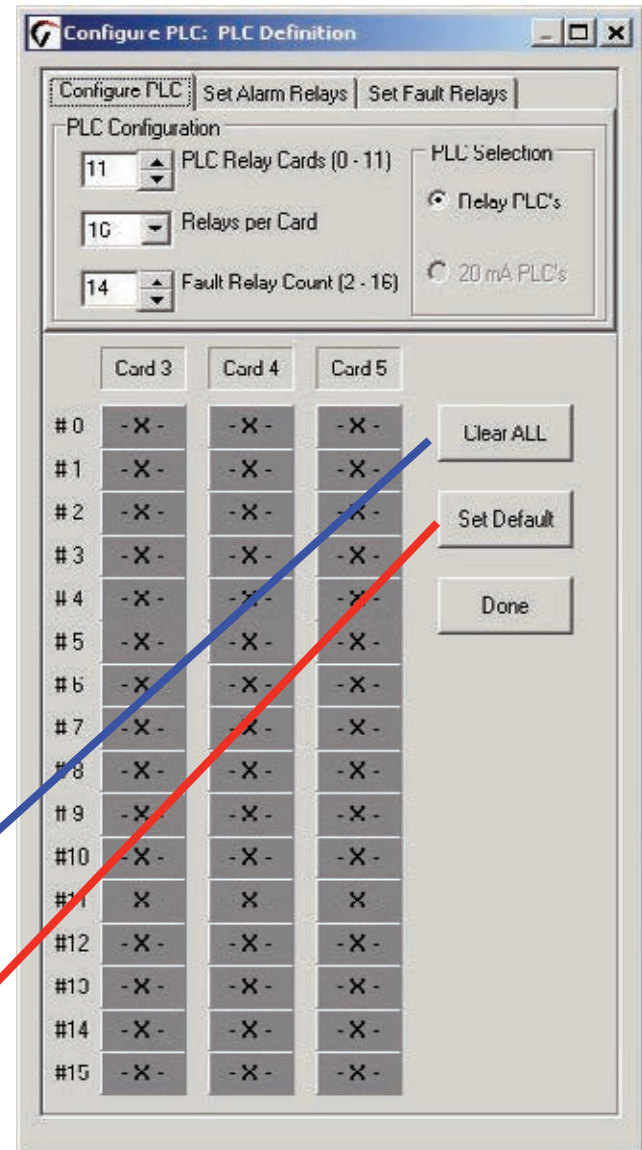 Configure PLC: PLC Definition
Configure PLC Set Alarm Relays Set Fault Relays
PLC Configuration
11 PLC Relay Cards (0 - 11)
16 Relays per Card
14 Fault Relay Count (2 - 16)
PLC Selection
Relay PLC's
20 mA PLC's
Card 3 Card 4 Card 5
#0 -X- -X- -X-
#1 -X- -X- -X-
#2 -X- -X- -X-
#3 -X- -X- -X-
#4 -X- -X- -X-
#5 -X- -X- -X-
#6 -X- -X- -X-
#7 -X- -X- -X-
#8 -X- -X- -X-
#9 -X- -X- -X-
#10 -X- -X- -X-
#11 X X X
#12 -X- -X- -X-
#13 -X- -X- -X-
#14 -X- -X- -X-
#15 -X- -X- -X-
Clear ALL
Set Default
Done